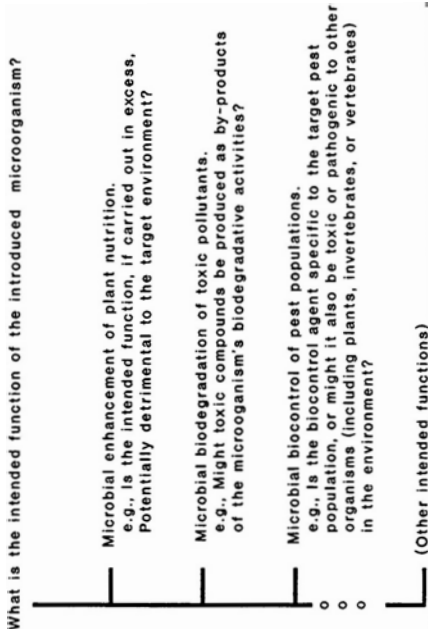 What is the intended function of the introduced microorganism?
Microbial enhancement of plant nutrition.
e.g., Is the intended function, if carried out in excess,
Potentially detrimental to the target environment?
Microbial biodegradation of toxic pollutants.
e.g., Might toxic compounds be produced as by-products
of the microoganism's biodegradative activities?
Microbial biocontrol of pest populations.
e.g., Is the biocontrol agent specific to the target pest
population, or might it also be toxic or pathogenic to other
organisms (including plants, invertebrates, or vertebrates)
in the environment?
(Other intended functions)